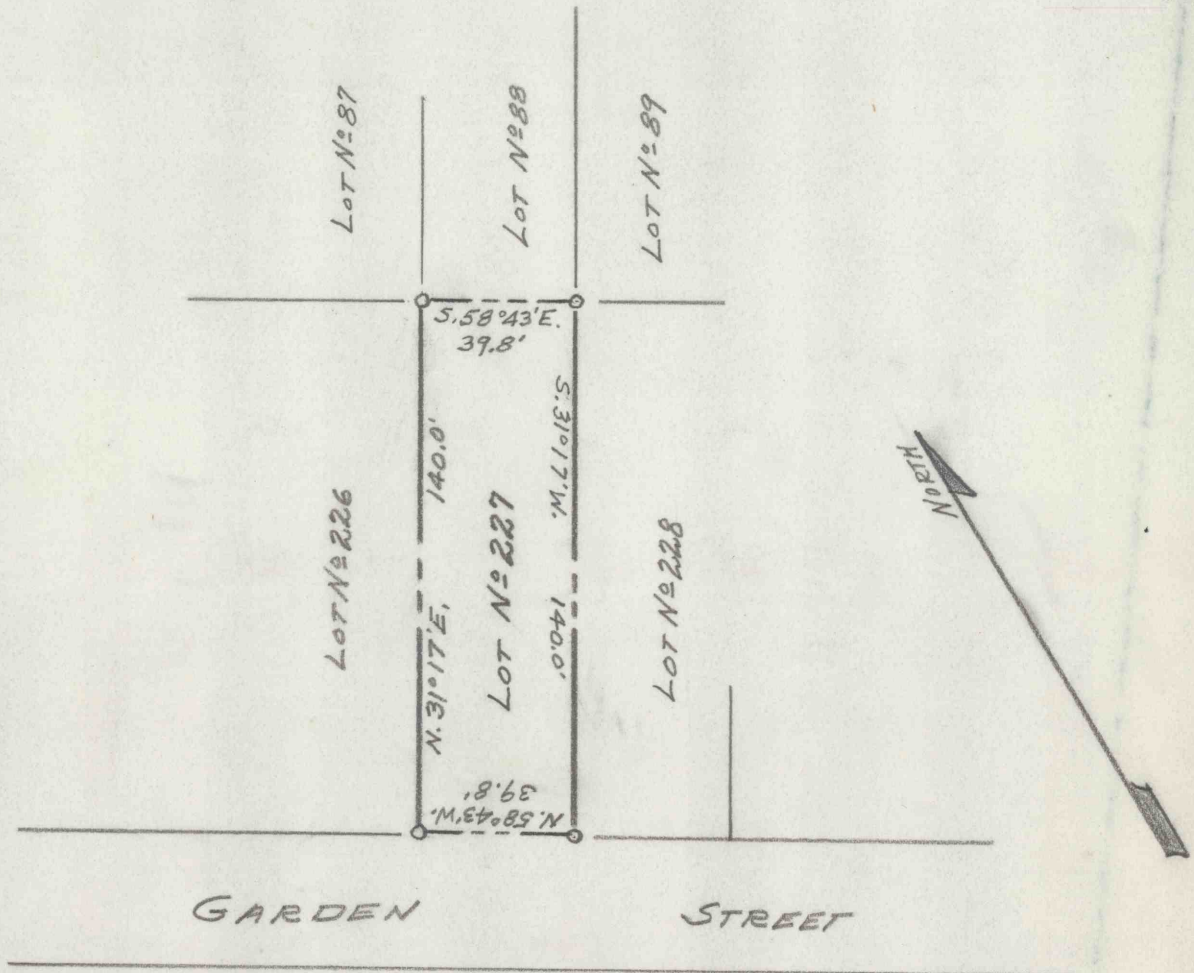 LOT Nº 87
LOT Nº 88
LOT Nº 89
S. 58°43'E.
39.8'
N. 31°17'E, 140.0'
S. 31°17'W. 140.0'
LOT Nº 226
LOT Nº 227
LOT Nº 228
N. 58°43'W.
39.8'
NORTH
GARDEN STREET